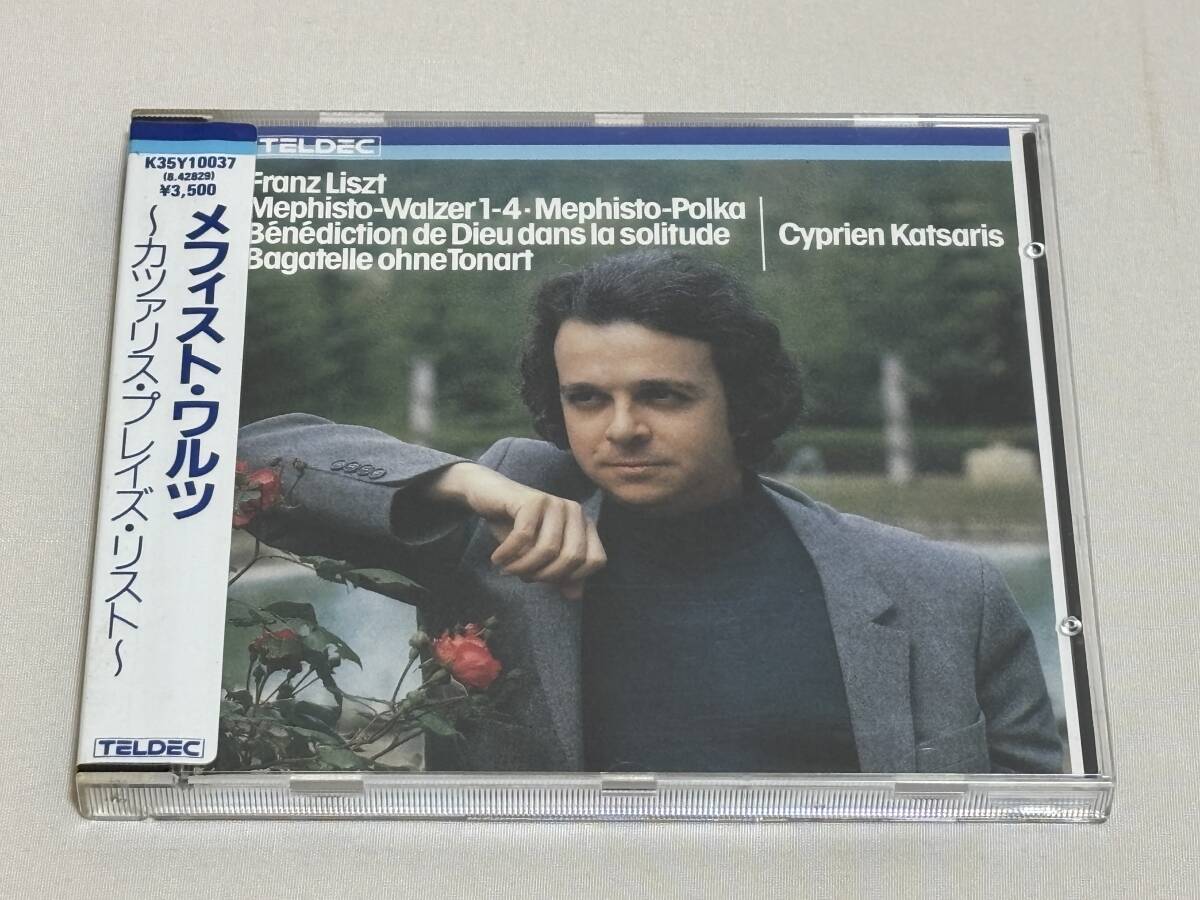 K35Y10037
(8.42829)
¥3,500
メフィスト・ワルツ
〜カツァリス・プレイズ・リスト〜
TELDEC
TELDEC
Franz Liszt
Mephisto-Walzer 1-4·Mephisto-Polka
Bénédiction de Dieu dans la solitude
Bagatelle ohne Tonart
Cyprien Katsaris